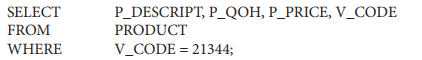 SELECT P_DESCRIPT, P_QOH, P_PRICE, V_CODE
FROM PRODUCT
WHERE V_CODE = 21344;